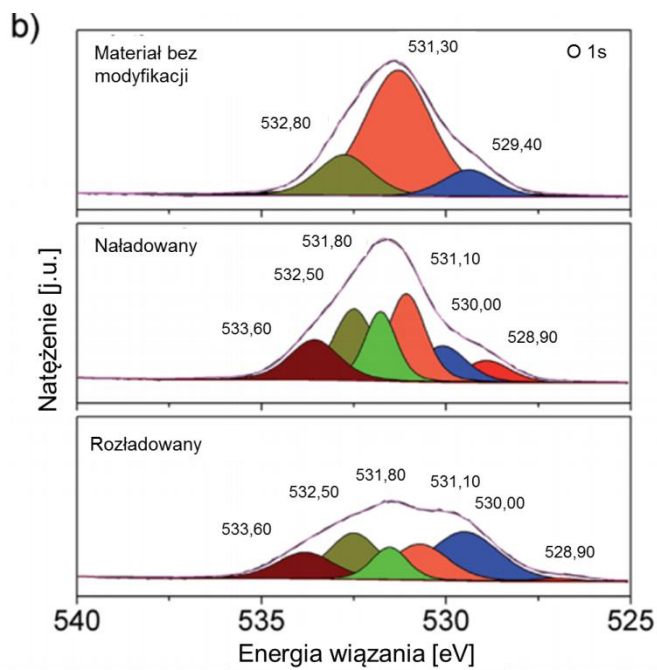 b)
Materiał bez
modyfikacji
531,30
O 1s
532,80
529,40
Naładowany
531,80
531,10
532,50
530,00
533,60
528,90
Rozładowany
531,80
531,10
532,50
530,00
533,60
528,90
Natężenie [j.u.]
540
535
530
525
Energia wiązania [eV]